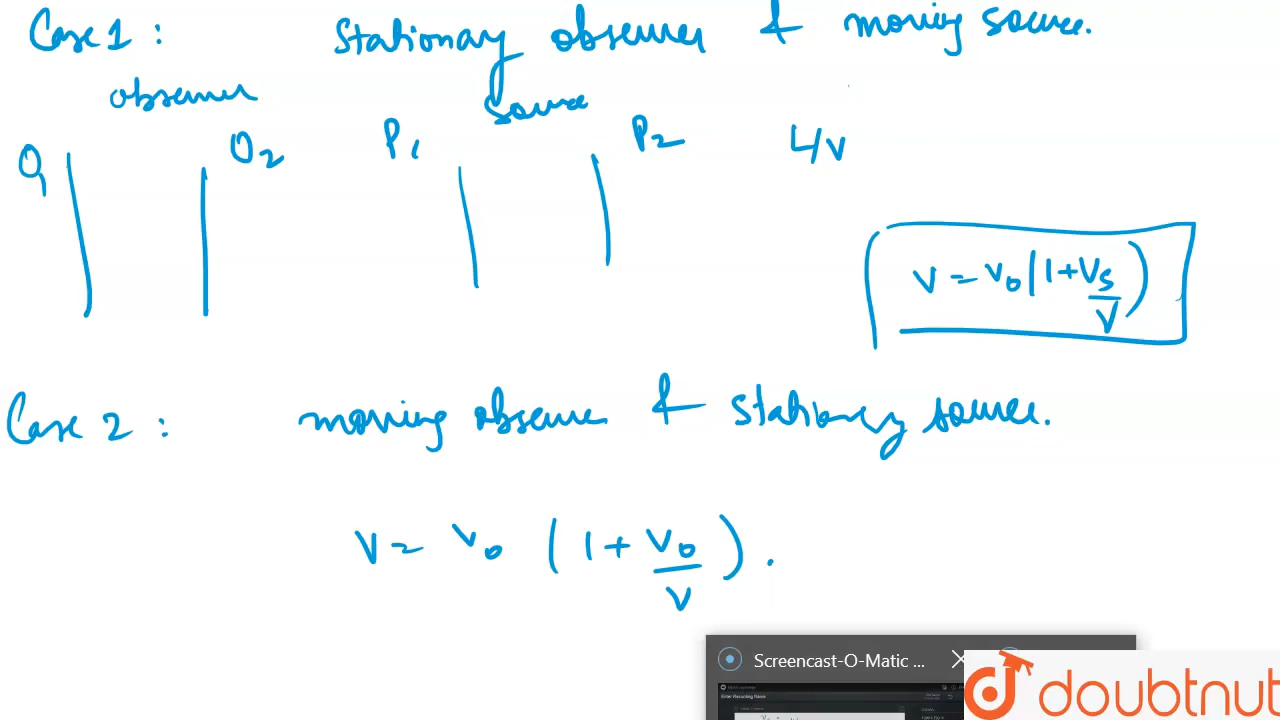 Case 1 : Stationary observer & moving source.
observer source
O1 O2 P1 P2 L/v
v = v0 (1 + Vs/V)
Case 2 : moving observer & stationary source.
v = v0 (1 + V0/V).
Screencast-O-Matic ...
doubtnut